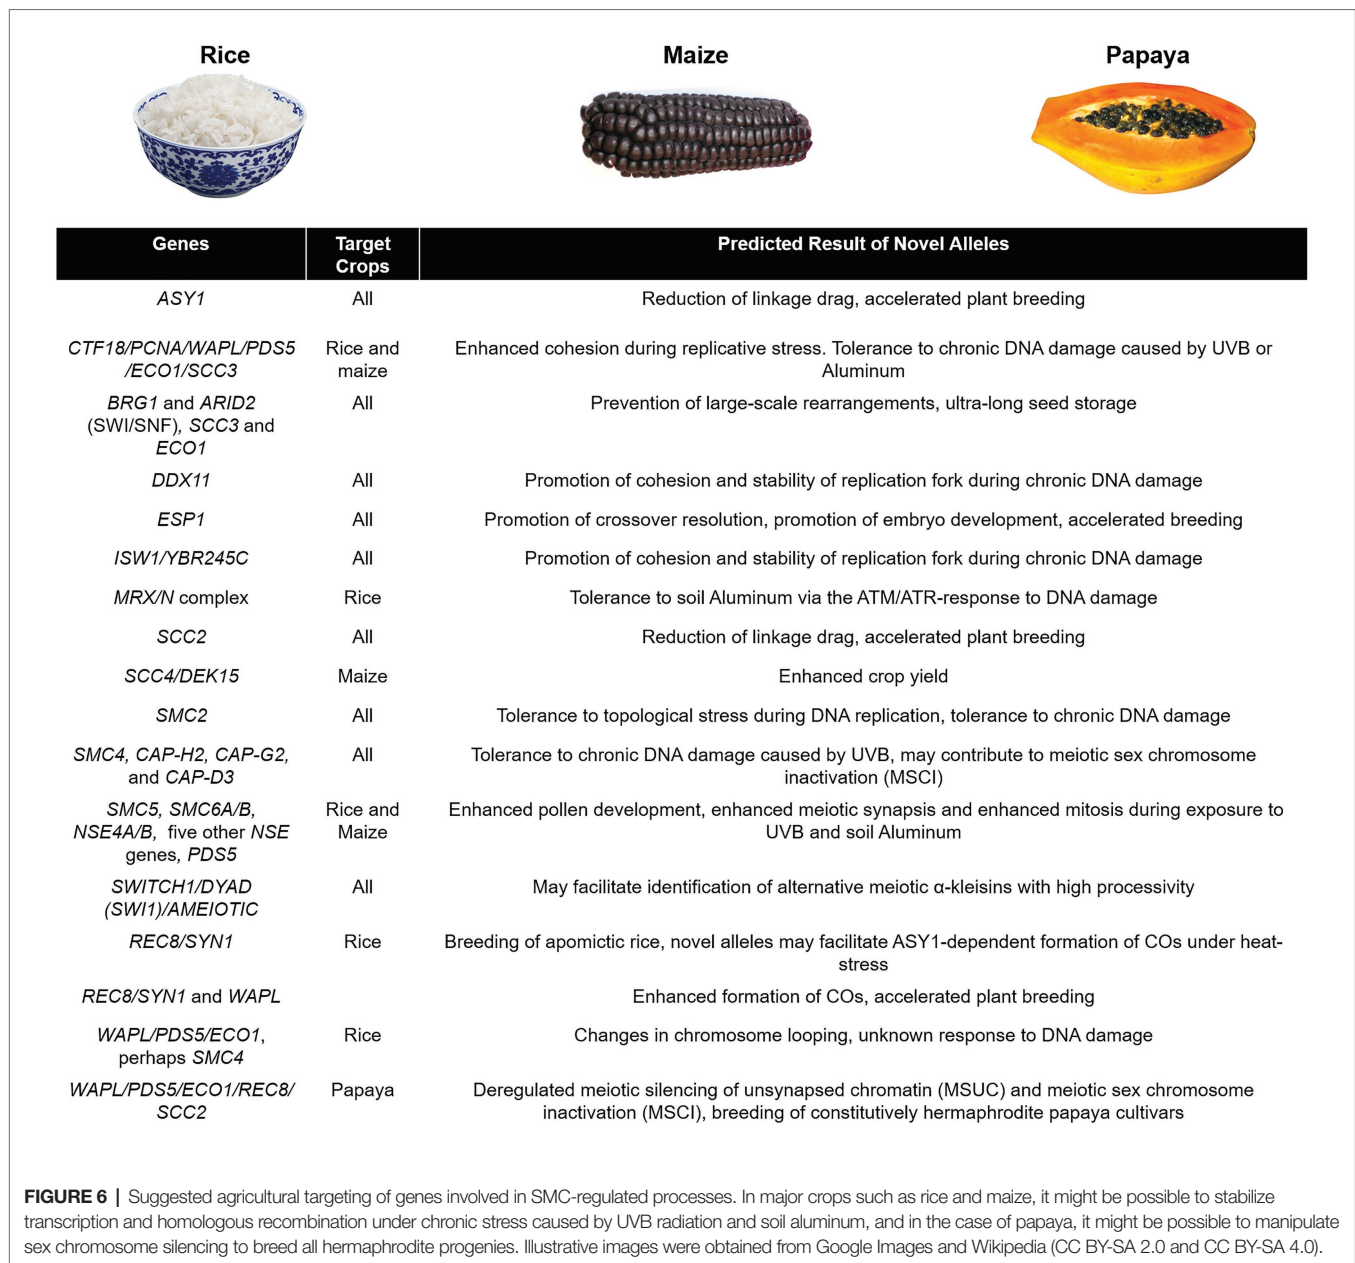 Rice
Maize
Papaya
Genes
Target
Crops
Predicted Result of Novel Alleles
ASY1
All
Reduction of linkage drag, accelerated plant breeding
CTF18/PCNA/WAPL/PDS5
/ECO1/SCC3
Rice and
maize
Enhanced cohesion during replicative stress. Tolerance to chronic DNA damage caused by UVB or
Aluminum
BRG1 and ARID2
(SWI/SNF), SCC3 and
ECO1
All
Prevention of large-scale rearrangements, ultra-long seed storage
DDX11
All
Promotion of cohesion and stability of replication fork during chronic DNA damage
ESP1
All
Promotion of crossover resolution, promotion of embryo development, accelerated breeding
ISW1/YBR245C
All
Promotion of cohesion and stability of replication fork during chronic DNA damage
MRX/N complex
Rice
Tolerance to soil Aluminum via the ATM/ATR-response to DNA damage
SCC2
All
Reduction of linkage drag, accelerated plant breeding
SCC4/DEK15
Maize
Enhanced crop yield
SMC2
All
Tolerance to topological stress during DNA replication, tolerance to chronic DNA damage
SMC4, CAP-H2, CAP-G2,
and CAP-D3
All
Tolerance to chronic DNA damage caused by UVB, may contribute to meiotic sex chromosome
inactivation (MSCI)
SMC5, SMC6A/B,
NSE4A/B, five other NSE
genes, PDS5
Rice and
Maize
Enhanced pollen development, enhanced meiotic synapsis and enhanced mitosis during exposure to
UVB and soil Aluminum
SWITCH1/DYAD
(SWI1)/AMEIOTIC
All
May facilitate identification of alternative meiotic α-kleisins with high processivity
REC8/SYN1
Rice
Breeding of apomictic rice, novel alleles may facilitate ASY1-dependent formation of COs under heat-
stress
REC8/SYN1 and WAPL
Enhanced formation of COs, accelerated plant breeding
WAPL/PDS5/ECO1,
perhaps SMC4
Rice
Changes in chromosome looping, unknown response to DNA damage
WAPL/PDS5/ECO1/REC8/
SCC2
Papaya
Deregulated meiotic silencing of unsynapsed chromatin (MSUC) and meiotic sex chromosome
inactivation (MSCI), breeding of constitutively hermaphrodite papaya cultivars
FIGURE 6 | Suggested agricultural targeting of genes involved in SMC-regulated processes. In major crops such as rice and maize, it might be possible to stabilize
transcription and homologous recombination under chronic stress caused by UVB radiation and soil aluminum, and in the case of papaya, it might be possible to manipulate
sex chromosome silencing to breed all hermaphrodite progenies. Illustrative images were obtained from Google Images and Wikipedia (CC BY-SA 2.0 and CC BY-SA 4.0).